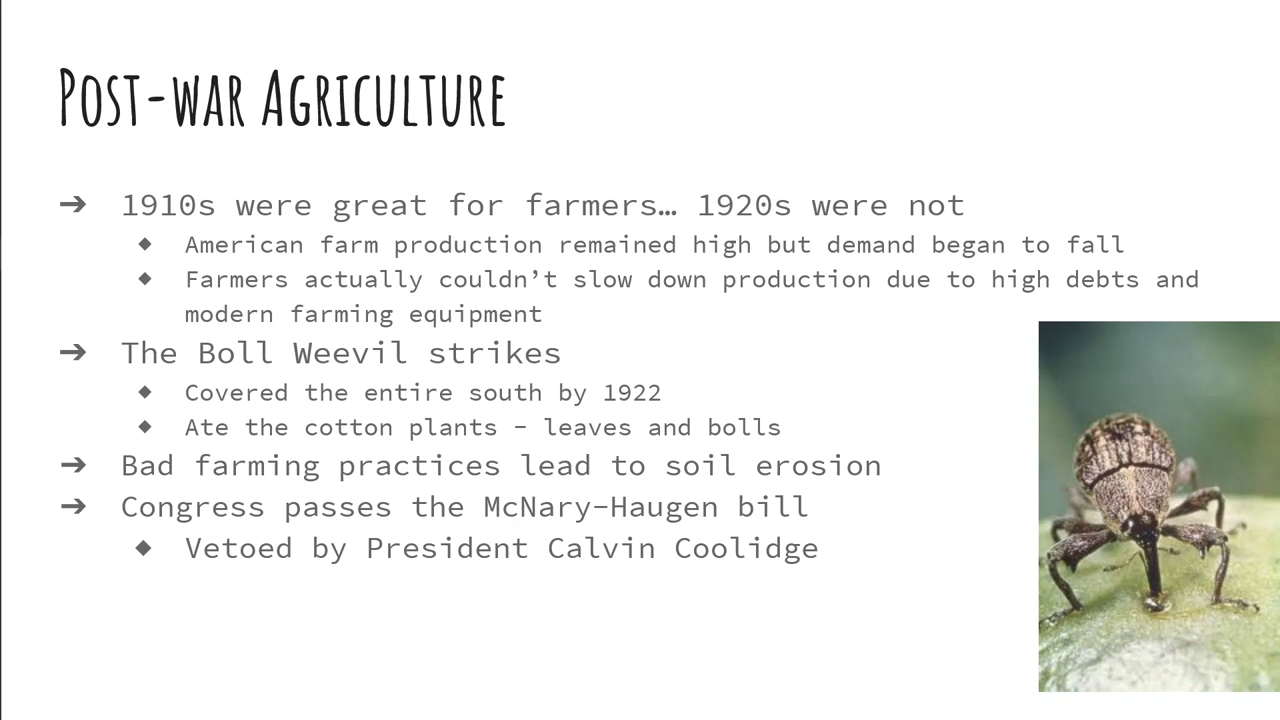 Post-war Agriculture
➔ 1910s were great for farmers… 1920s were not
◆ American farm production remained high but demand began to fall
◆ Farmers actually couldn’t slow down production due to high debts and
modern farming equipment
➔ The Boll Weevil strikes
◆ Covered the entire south by 1922
◆ Ate the cotton plants - leaves and bolls
➔ Bad farming practices lead to soil erosion
➔ Congress passes the McNary-Haugen bill
◆ Vetoed by President Calvin Coolidge